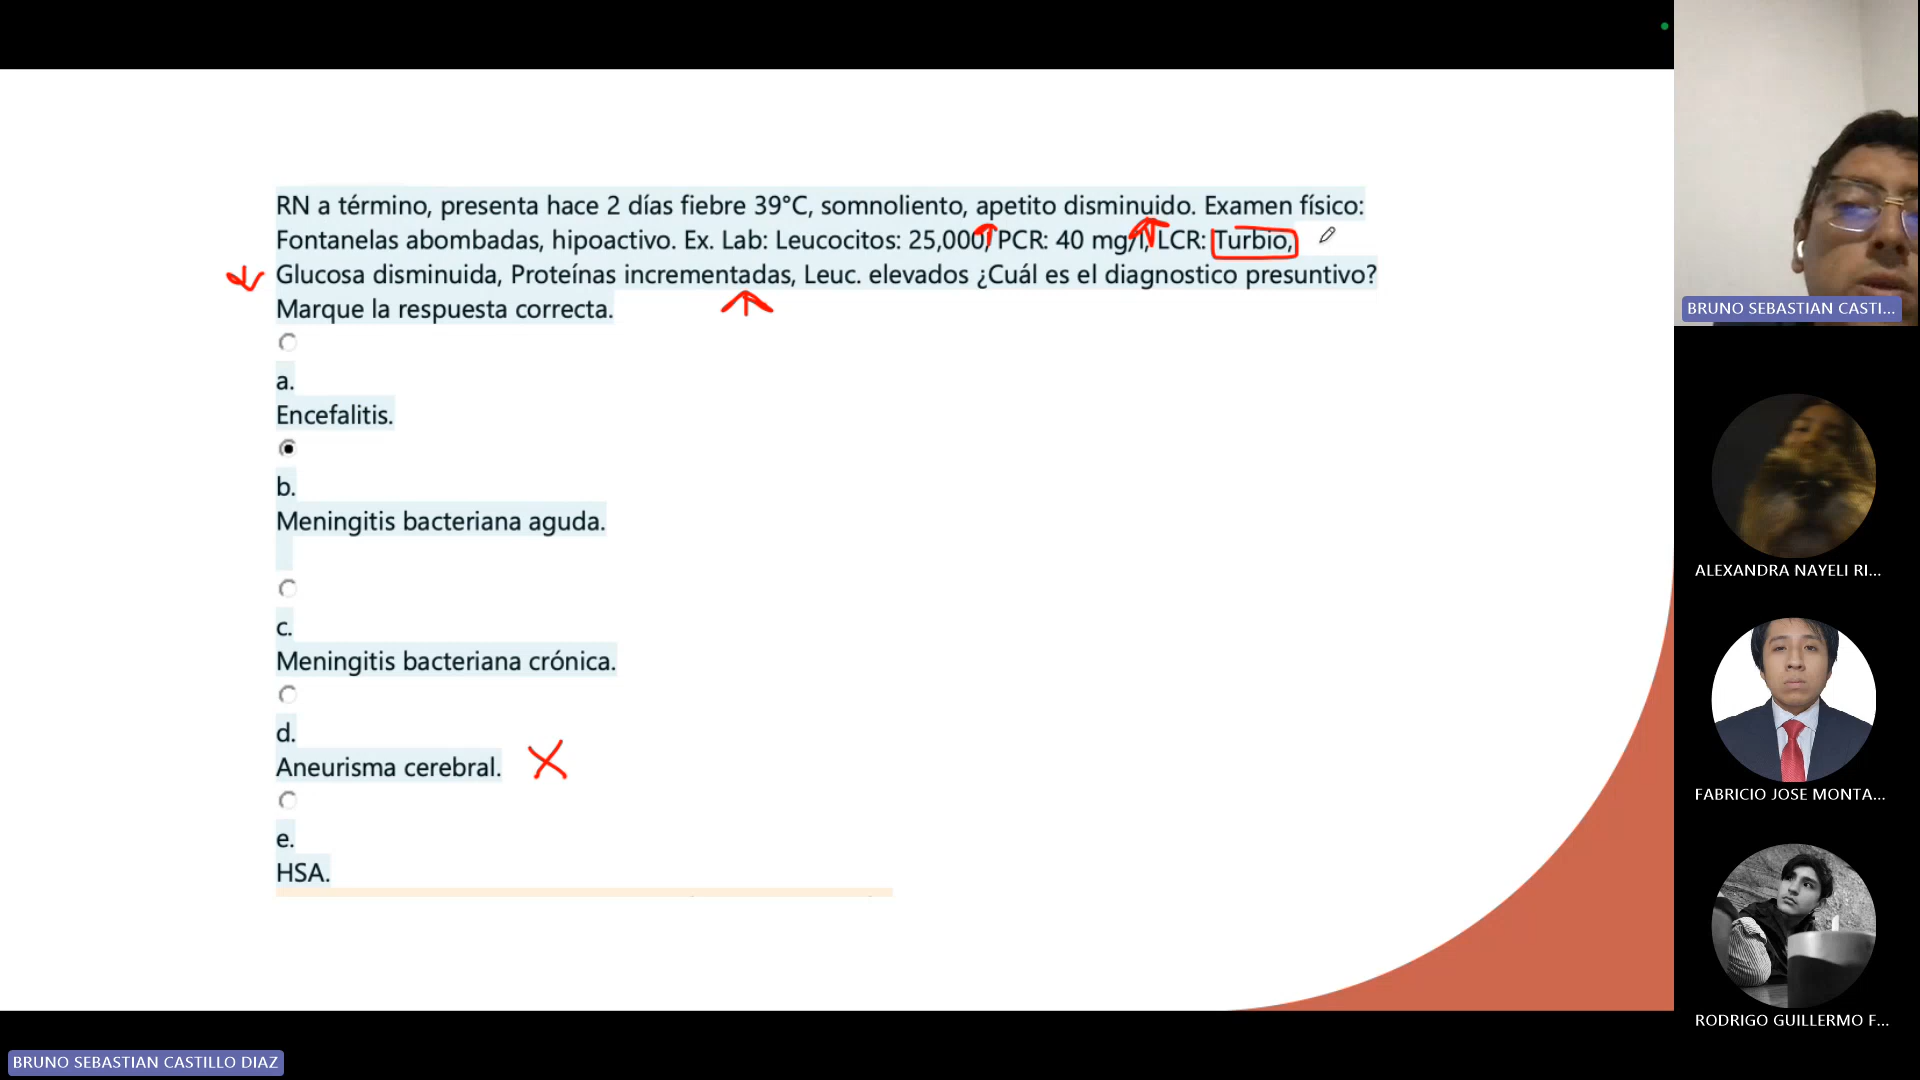 RN a término, presenta hace 2 días fiebre 39°C, somnoliento, apetito disminuido. Examen físico:
Fontanelas abombadas, hipoactivo. Ex. Lab: Leucocitos: 25,000, PCR: 40 mg/l, LCR: Turbio,
Glucosa disminuida, Proteínas incrementadas, Leuc. elevados ¿Cuál es el diagnostico presuntivo?
Marque la respuesta correcta.
a.
Encefalitis.
b.
Meningitis bacteriana aguda.
c.
Meningitis bacteriana crónica.
d.
Aneurisma cerebral.
e.
HSA.
BRUNO SEBASTIAN CASTI...
ALEXANDRA NAYELI RI...
FABRICIO JOSE MONTA...
RODRIGO GUILLERMO F...
BRUNO SEBASTIAN CASTILLO DIAZ